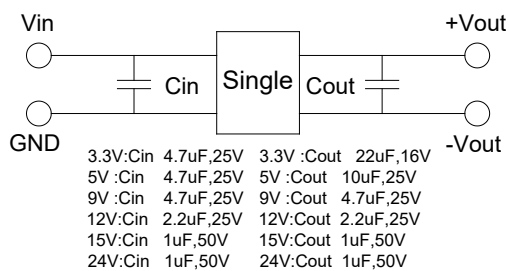 Vin +Vout
Cin Single Cout
GND -Vout
3.3V:Cin 4.7uF,25V 3.3V :Cout 22uF,16V
5V :Cin 4.7uF,25V 5V :Cout 10uF,25V
9V :Cin 4.7uF,25V 9V :Cout 4.7uF,25V
12V:Cin 2.2uF,25V 12V:Cout 2.2uF,25V
15V:Cin 1uF,50V 15V:Cout 1uF,50V
24V:Cin 1uF,50V 24V:Cout 1uF,50V